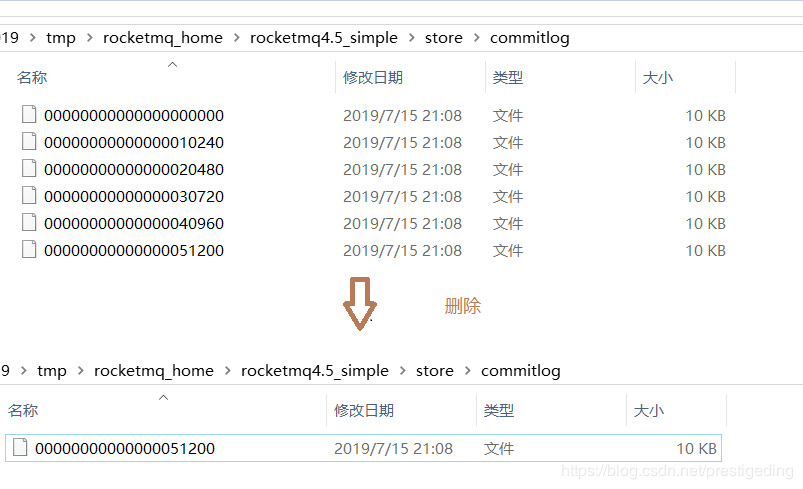 019 > tmp > rocketmq_home > rocketmq4.5_simple > store > commitlog
名称 修改日期 类型 大小
00000000000000000000 2019/7/15 21:08 文件 10 KB
00000000000000010240 2019/7/15 21:08 文件 10 KB
00000000000000020480 2019/7/15 21:08 文件 10 KB
00000000000000030720 2019/7/15 21:08 文件 10 KB
00000000000000040960 2019/7/15 21:08 文件 10 KB
00000000000000051200 2019/7/15 21:08 文件 10 KB
删除
9 > tmp > rocketmq_home > rocketmq4.5_simple > store > commitlog
名称 修改日期 类型 大小
00000000000000051200 2019/7/15 21:08 文件 10 KB
https://blog.csdn.net/prestigeding